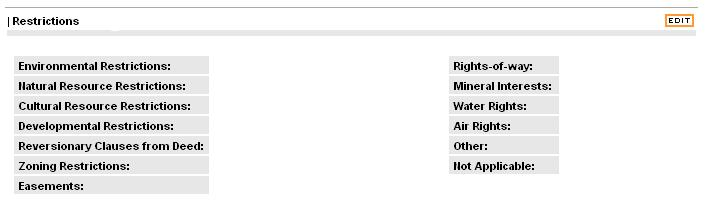 Restrictions
EDIT
Environmental Restrictions:
Natural Resource Restrictions:
Cultural Resource Restrictions:
Developmental Restrictions:
Reversionary Clauses from Deed:
Zoning Restrictions:
Easements:
Rights-of-way:
Mineral Interests:
Water Rights:
Air Rights:
Other:
Not Applicable: